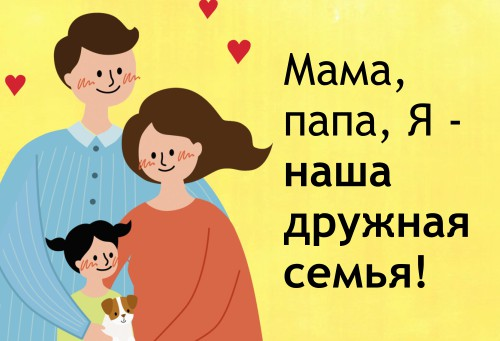 Мама,
папа, Я -
наша
дружная
семья!